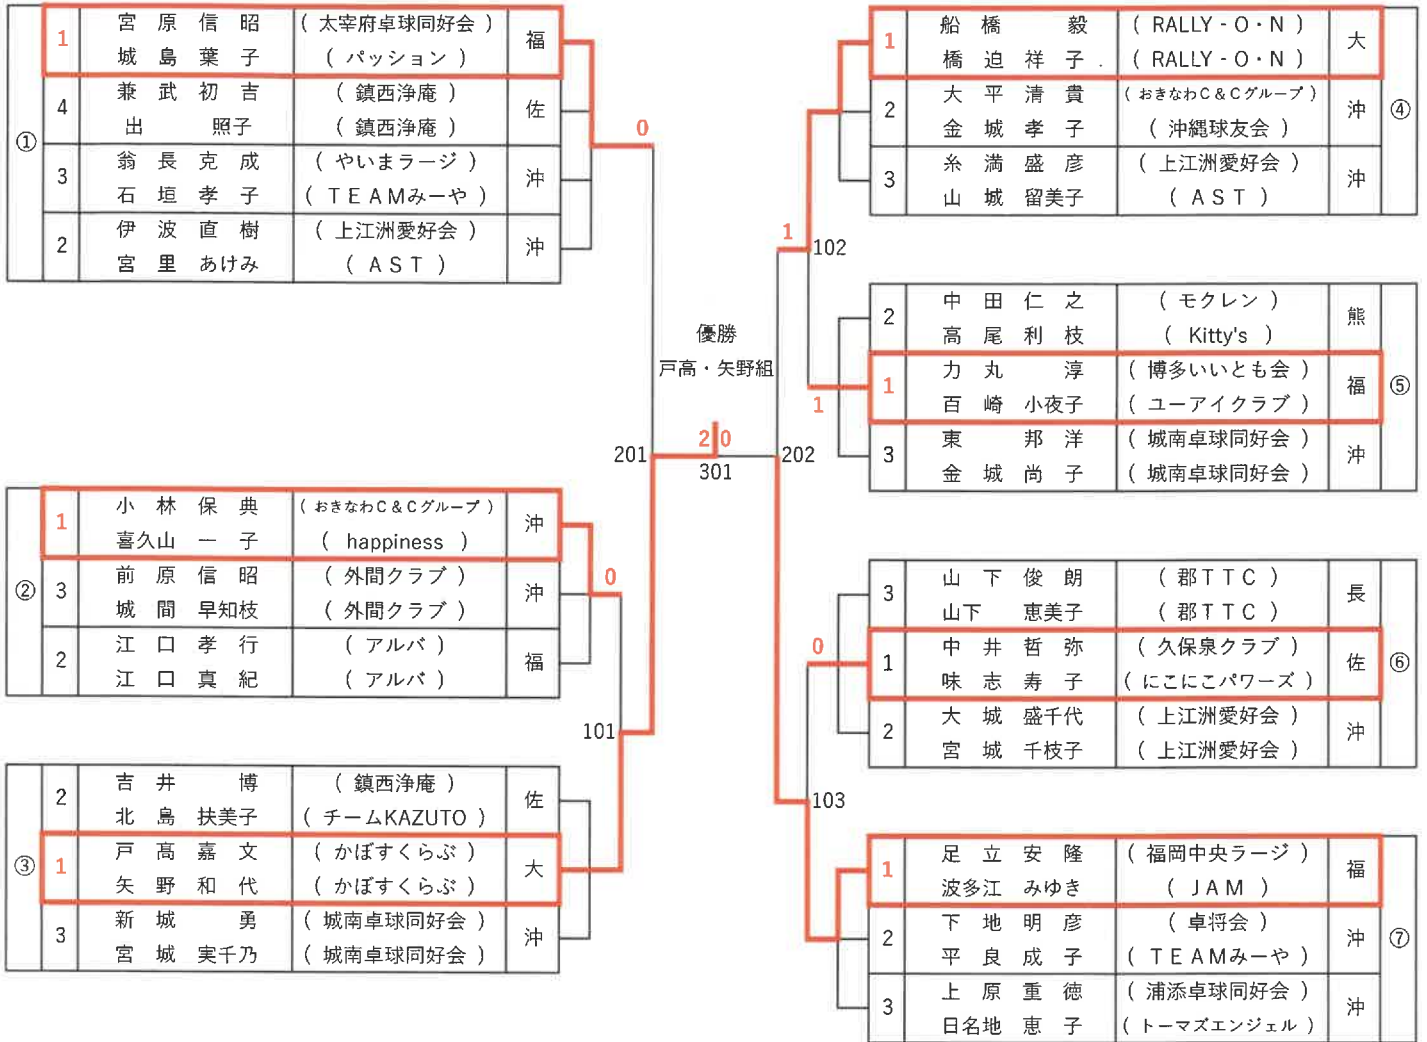 ①
1 宮原信昭 (太宰府卓球同好会) 福
城島葉子 (パッション)
4 兼武初吉 (鎮西浄庵) 佐
出 照子 (鎮西浄庵)
3 翁長克成 (やいまラージ) 沖
石垣孝子 (TEAMみーや)
2 伊波直樹 (上江洲愛好会) 沖
宮里あけみ (AST)
0
②
1 小林保典 (おきなわC&Cグループ) 沖
喜久山一子 (happiness)
3 前原信昭 (外間クラブ) 沖
城間早知枝 (外間クラブ)
2 江口孝行 (アルバ) 福
江口真紀 (アルバ)
0
101
③
2 吉井博 (鎮西浄庵) 佐
北島扶美子 (チームKAZUTO)
1 戸髙嘉文 (かぼすくらぶ) 大
矢野和代 (かぼすくらぶ)
3 新城勇 (城南卓球同好会) 沖
宮城実千乃 (城南卓球同好会)
優勝
戸高・矢野組
201
2 0
301
202
④
1 船橋毅 (RALLY-O・N) 大
橋迫祥子 (RALLY-O・N)
2 大平清貴 (おきなわC&Cグループ) 沖
金城孝子 (沖縄球友会)
3 糸満盛彦 (上江洲愛好会) 沖
山城留美子 (AST)
1
102
⑤
2 中田仁之 (モクレン) 熊
高尾利枝 (Kitty's)
1 力丸淳 (博多いいとも会) 福
百崎小夜子 (ユーアイクラブ)
3 東邦洋 (城南卓球同好会) 沖
金城尚子 (城南卓球同好会)
1
⑥
3 山下俊朗 (郡TTC) 長
山下恵美子 (郡TTC)
1 中井哲弥 (久保泉クラブ) 佐
味志寿子 (にこにこパワーズ)
2 大城盛千代 (上江洲愛好会) 沖
宮城千枝子 (上江洲愛好会)
0
103
⑦
1 足立安隆 (福岡中央ラージ) 福
波多江みゆき (JAM)
2 下地明彦 (卓将会) 沖
平良成子 (TEAMみーや)
3 上原重徳 (浦添卓球同好会) 沖
日名地恵子 (トーマズエンジェル)